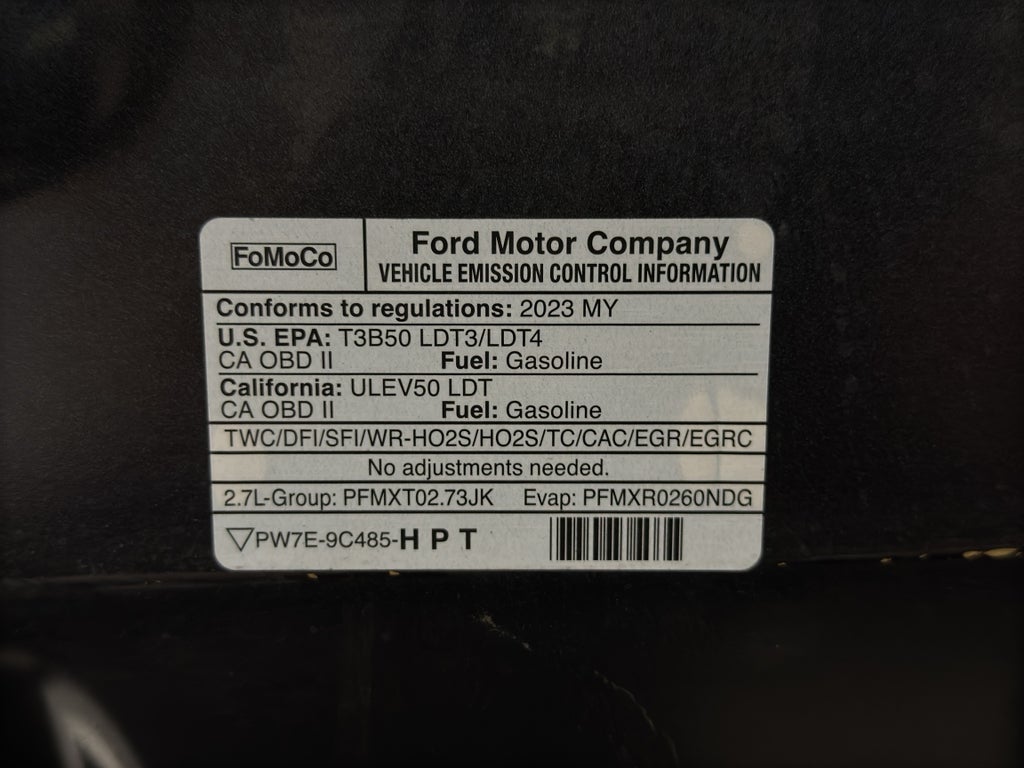 FoMoCo
Ford Motor Company
VEHICLE EMISSION CONTROL INFORMATION
Conforms to regulations: 2023 MY
U.S. EPA: T3B50 LDT3/LDT4
CA OBD II Fuel: Gasoline
California: ULEV50 LDT
CA OBD II Fuel: Gasoline
TWC/DFI/SFI/WR-HO2S/HO2S/TC/CAC/EGR/EGRC
No adjustments needed.
2.7L-Group: PFMXT02.73JK Evap: PFMXR0260NDG
▽PW7E-9C485-H P T